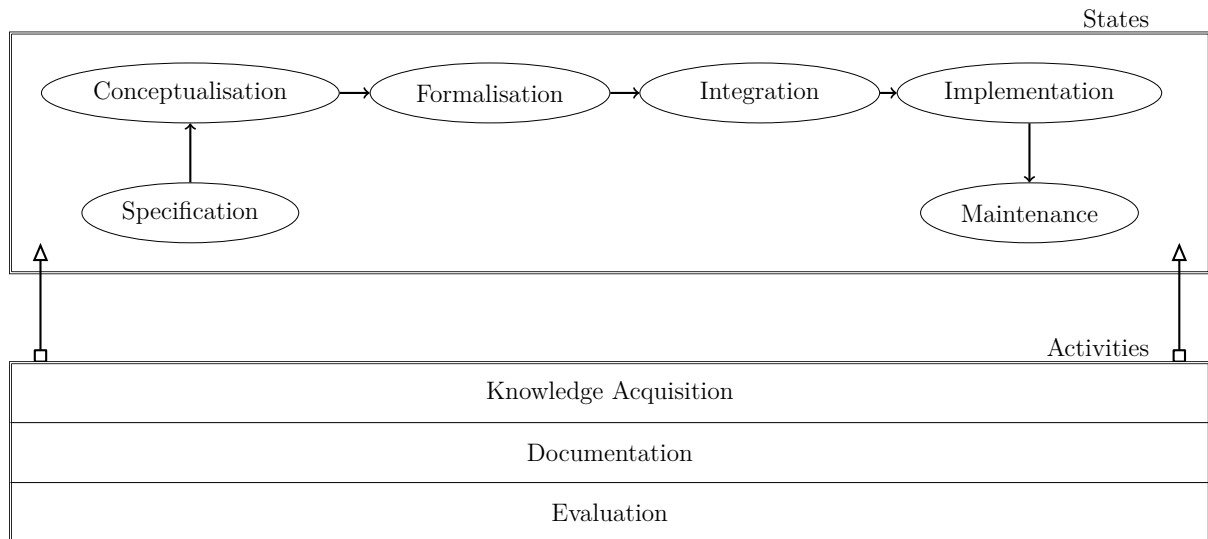 States
Conceptualisation
Formalisation
Integration
Implementation
Specification
Maintenance
Activities
Knowledge Acquisition
Documentation
Evaluation